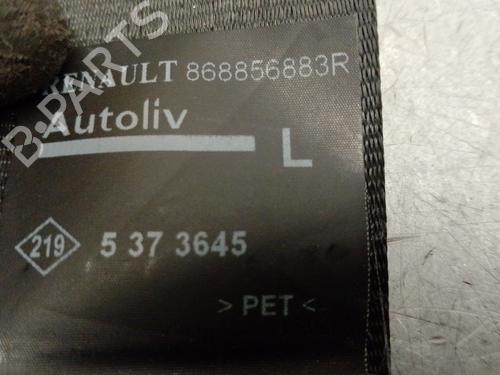 RENAULT 868856883R
Autoliv
L
219 5 37 3645
> PET <
B-PARTS